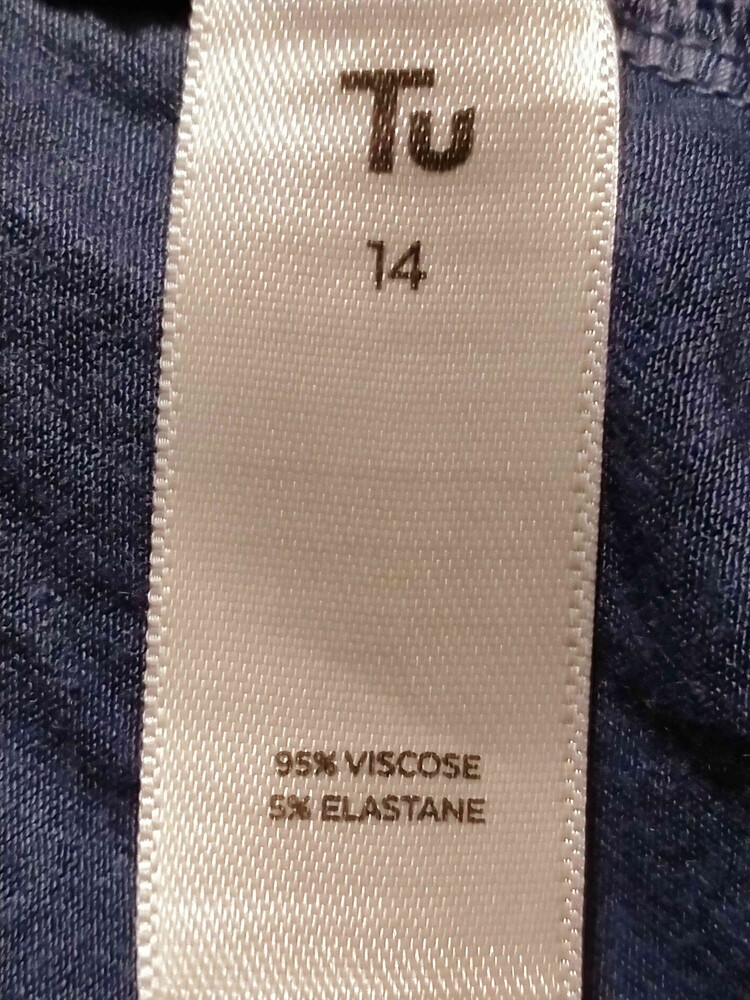 Tu
14
95% VISCOSE
5% ELASTANE